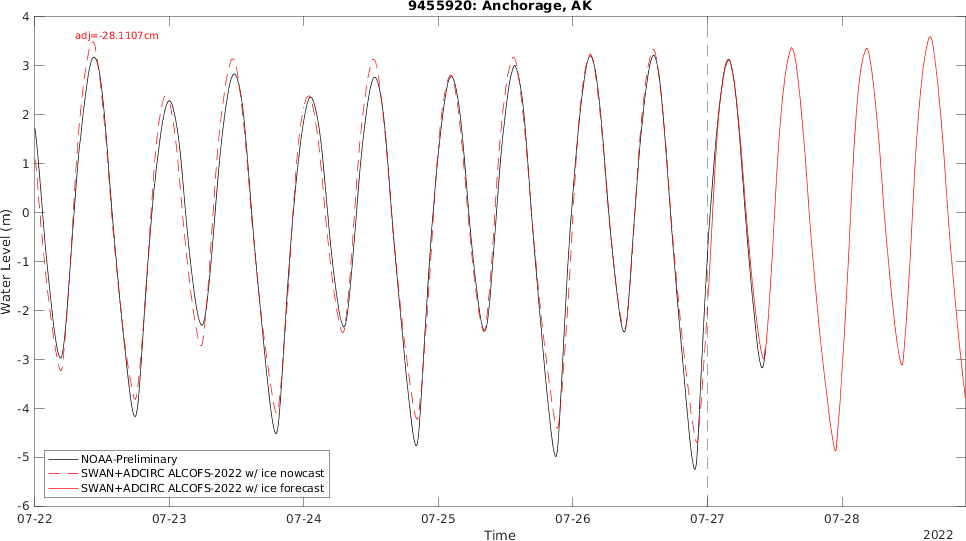 9455920: Anchorage, AK
adj=-28.1107cm
4
3
2
1
0
-1
-2
-3
-4
-5
-6
Water Level (m)
NOAA-Preliminary
SWAN+ADCIRC ALCOFS-2022 w/ ice nowcast
SWAN+ADCIRC ALCOFS-2022 w/ ice forecast
07-22 07-23 07-24 07-25 07-26 07-27 07-28
Time
2022